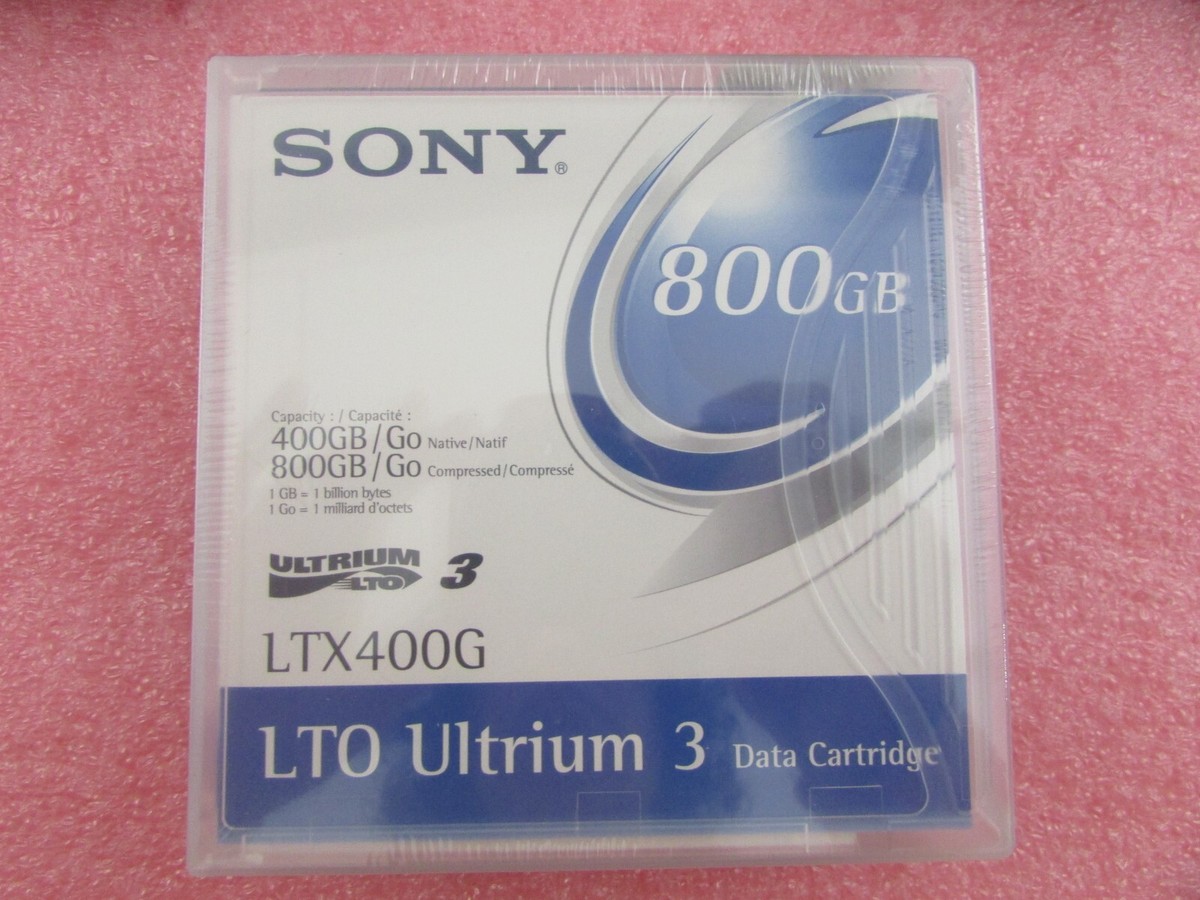 SONY®
800GB
Capacity : / Capacité :
400GB/Go Native/Natif
800GB/Go Compressed/Compressé
1 GB = 1 billion bytes
1 Go = 1 milliard d'octets
ULTRIUM
LTO
3
LTX400G
LTO Ultrium 3 Data Cartridge